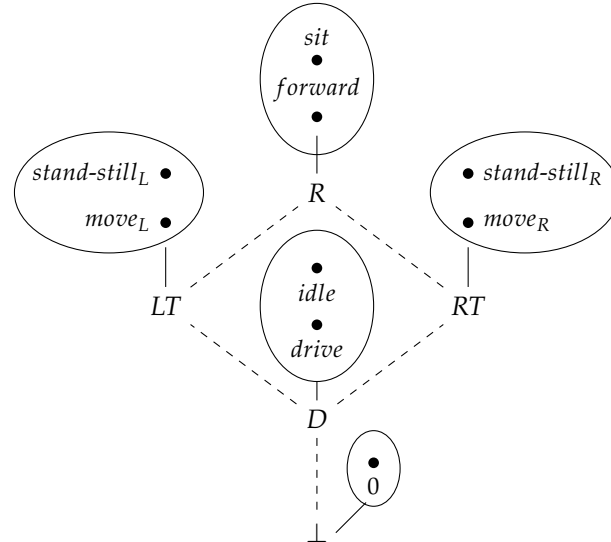 sit
forward
stand-still_L
stand-still_R
R
move_L
move_R
idle
LT
RT
drive
D
0
⊥